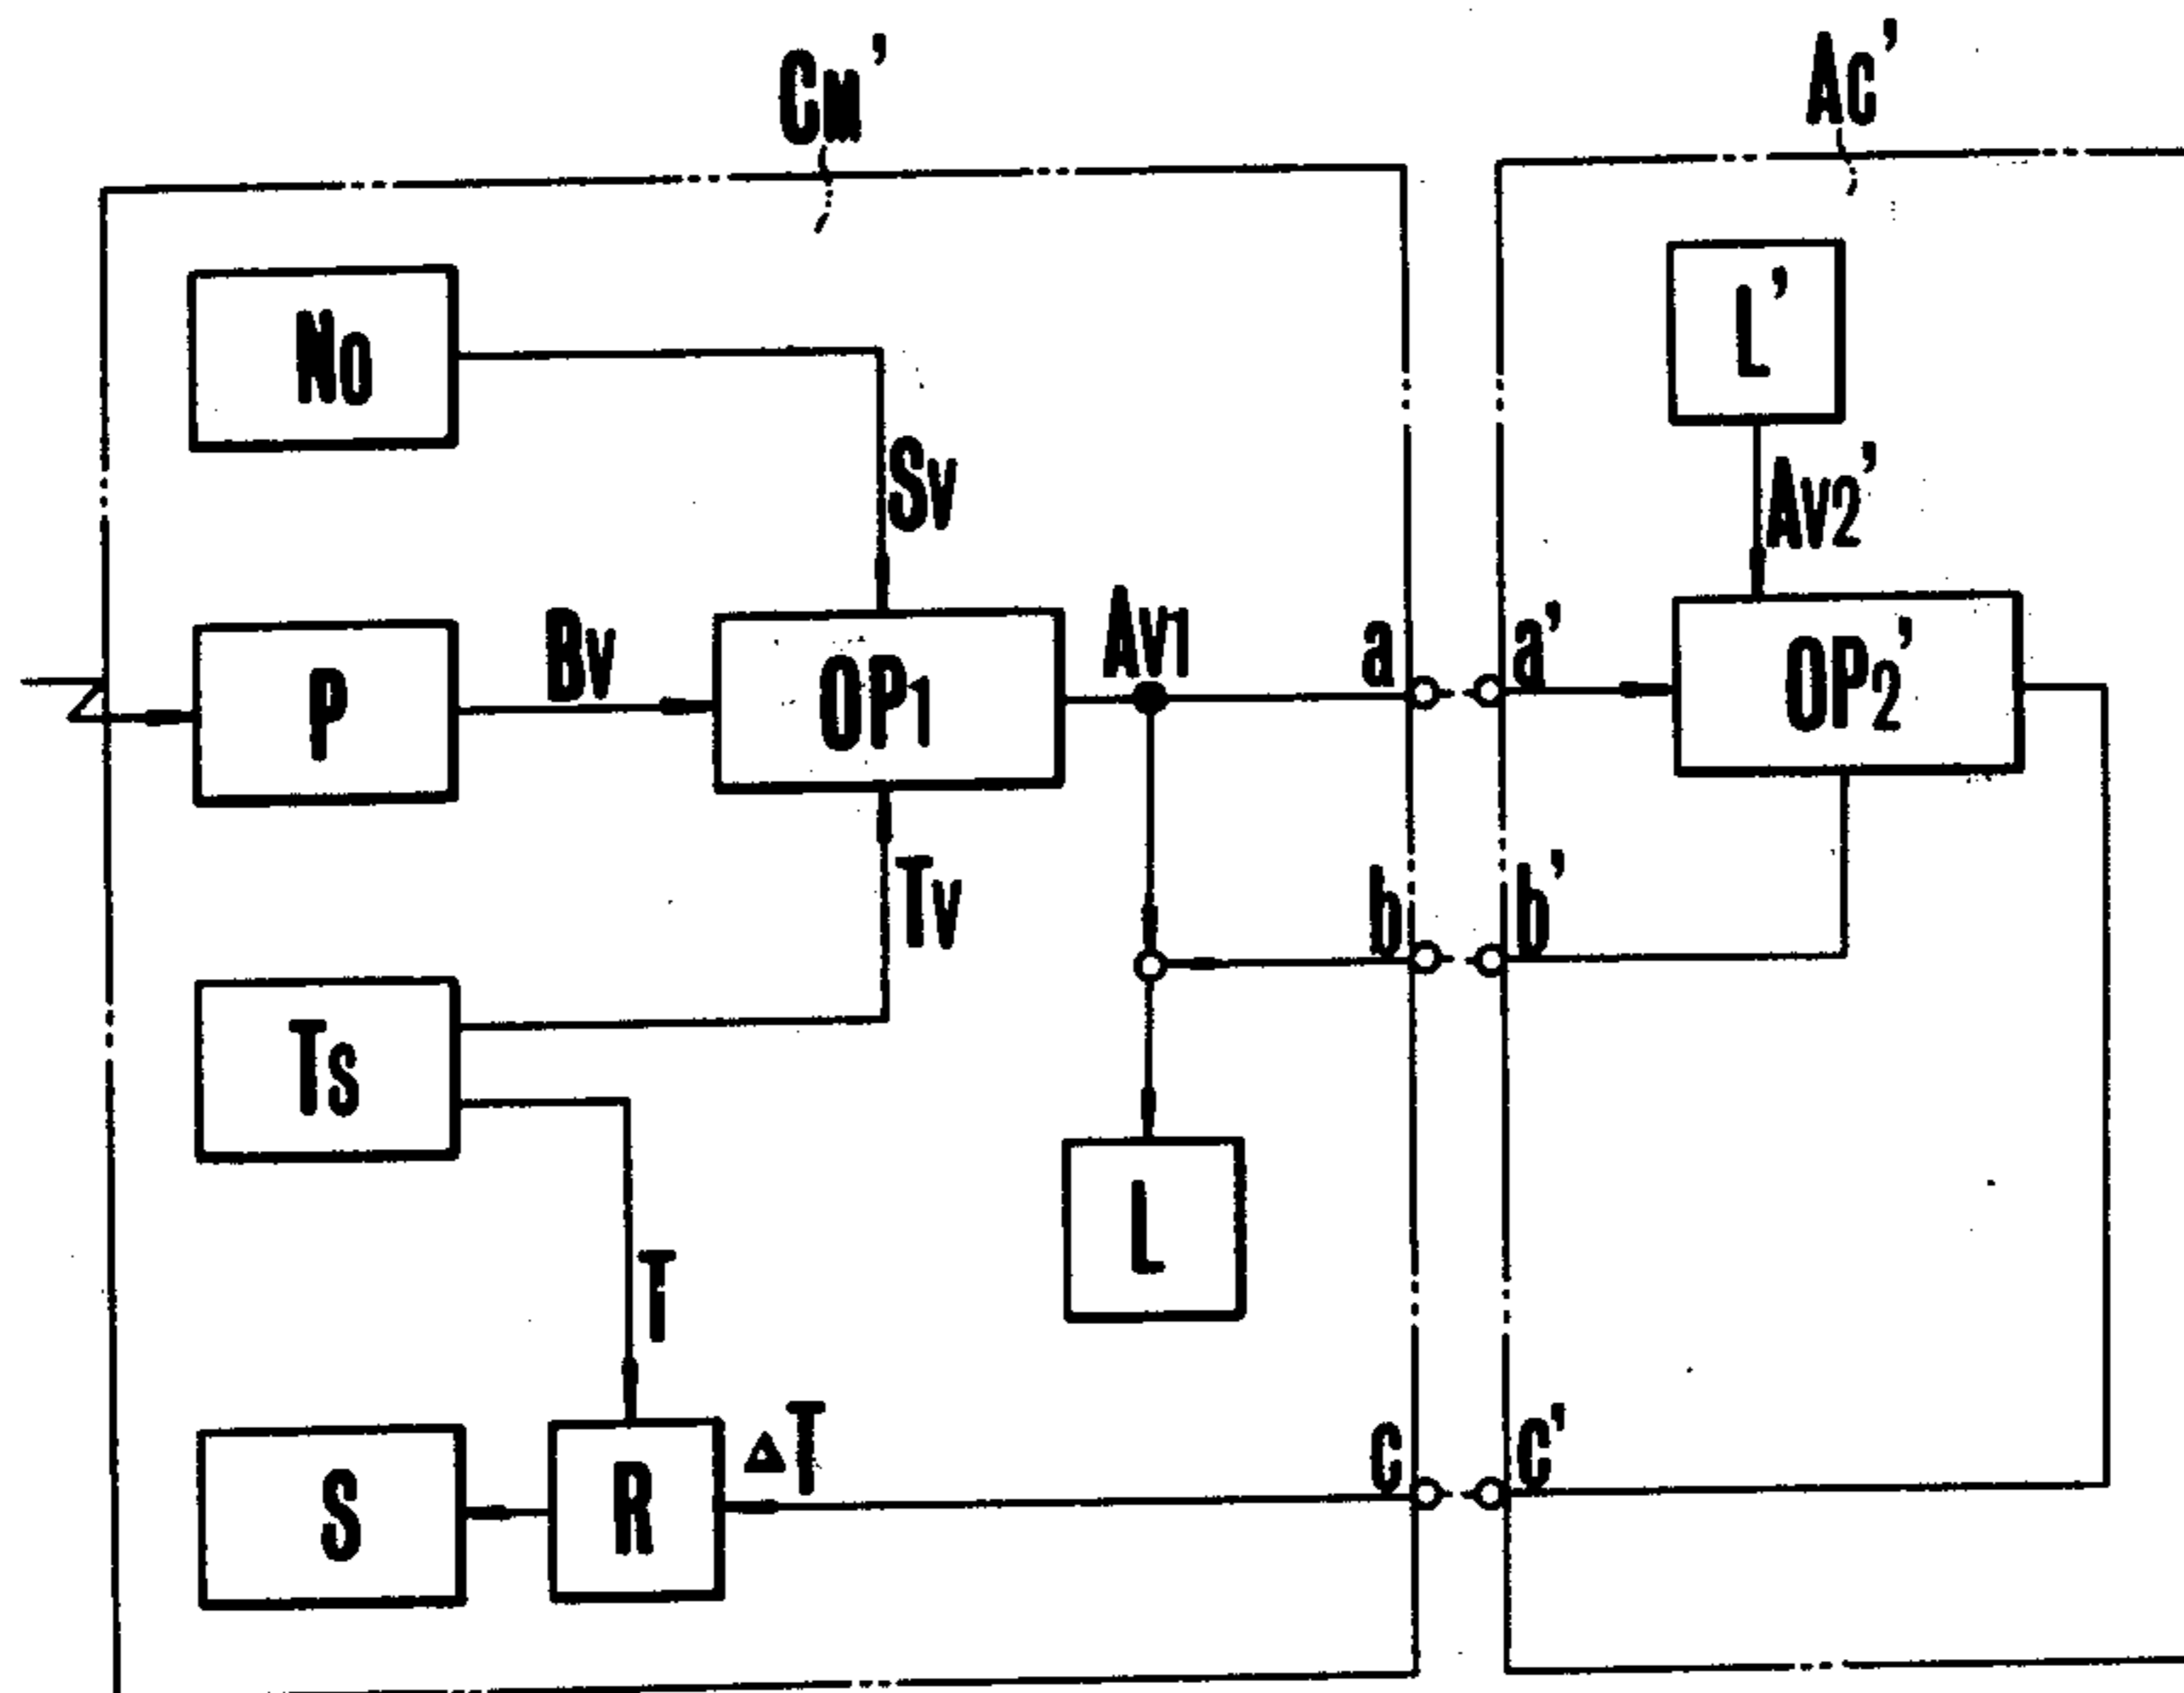 CM'
AC'
No
L'
Sv
Av2'
P
Bv
OP1
Av1
a
a'
OP2'
Tv
b
b'
Ts
T
L
S
R
ΔT
c
c'